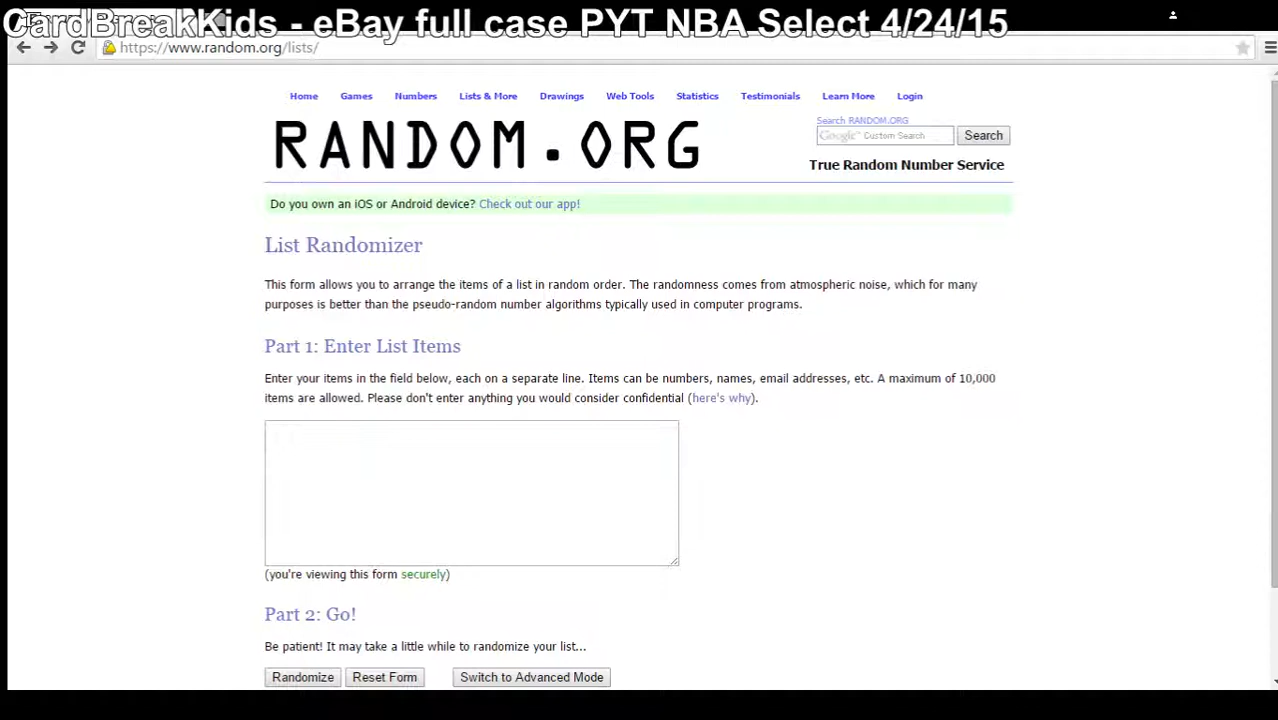 CardBreakKids - eBay full case PYT NBA Select 4/24/15
https://www.random.org/lists/
Home Games Numbers Lists & More Drawings Web Tools Statistics Testimonials Learn More Login
RANDOM.ORG
Search RANDOM.ORG
Google™ Custom Search Search
True Random Number Service
Do you own an iOS or Android device? Check out our app!
List Randomizer
This form allows you to arrange the items of a list in random order. The randomness comes from atmospheric noise, which for many
purposes is better than the pseudo-random number algorithms typically used in computer programs.
Part 1: Enter List Items
Enter your items in the field below, each on a separate line. Items can be numbers, names, email addresses, etc. A maximum of 10,000
items are allowed. Please don't enter anything you would consider confidential (here's why).
(you're viewing this form securely)
Part 2: Go!
Be patient! It may take a little while to randomize your list...
Randomize Reset Form Switch to Advanced Mode